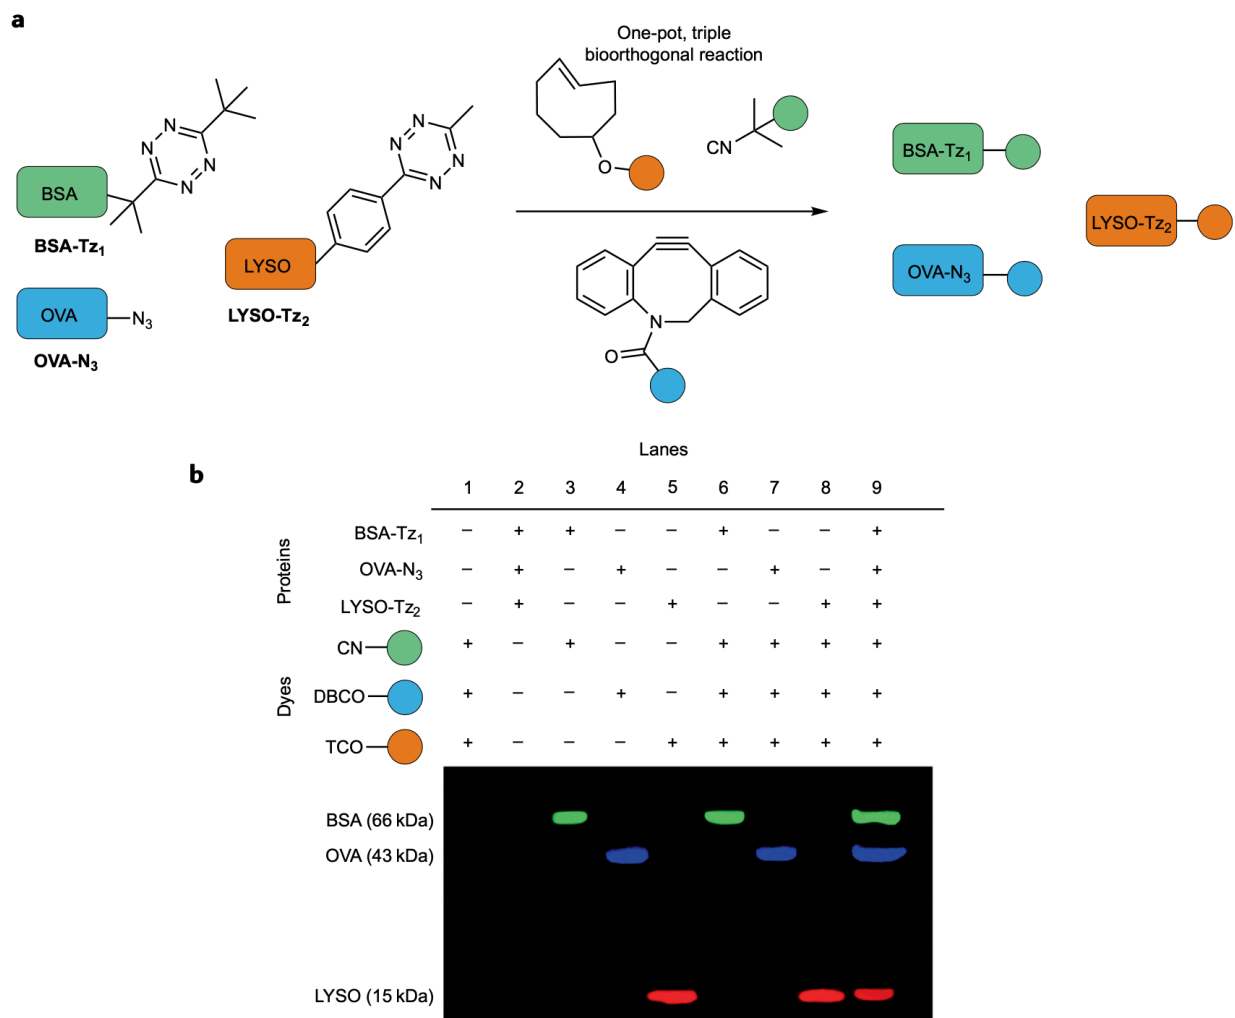 a
One-pot, triple
bioorthogonal reaction
N
N
N
N
BSA
BSA-Tz₁
N
N
N
N
LYSO
LYSO-Tz₂
OVA
N₃
OVA-N₃
O
CN
N
O
BSA-Tz₁
LYSO-Tz₂
OVA-N₃
b
Lanes
1 2 3 4 5 6 7 8 9
Proteins
BSA-Tz₁ – + + – – + – – +
OVA-N₃ – + – + – – + – +
LYSO-Tz₂ – + – – + – – + +
Dyes
CN + – + – – + + + +
DBCO + – – + – + + + +
TCO + – – – + + + + +
BSA (66 kDa)
OVA (43 kDa)
LYSO (15 kDa)